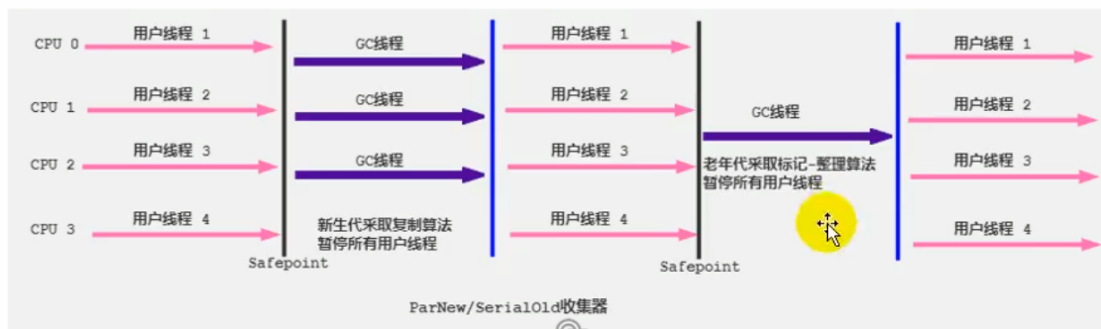 CPU 0
用户线程 1
GC线程
用户线程 1
用户线程 1
CPU 1
用户线程 2
GC线程
用户线程 2
GC线程
用户线程 2
CPU 2
用户线程 3
GC线程
用户线程 3
老年代采取标记-整理算法
暂停所有用户线程
用户线程 3
CPU 3
用户线程 4
新生代采取复制算法
暂停所有用户线程
用户线程 4
用户线程 4
Safepoint
Safepoint
ParNew/SerialOld收集器